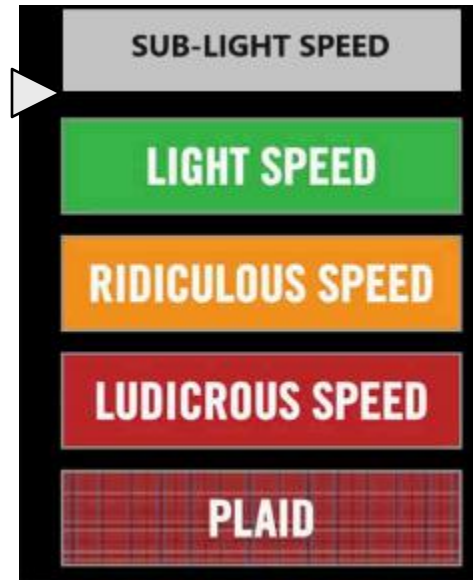 SUB-LIGHT SPEED
LIGHT SPEED
RIDICULOUS SPEED
LUDICROUS SPEED
PLAID